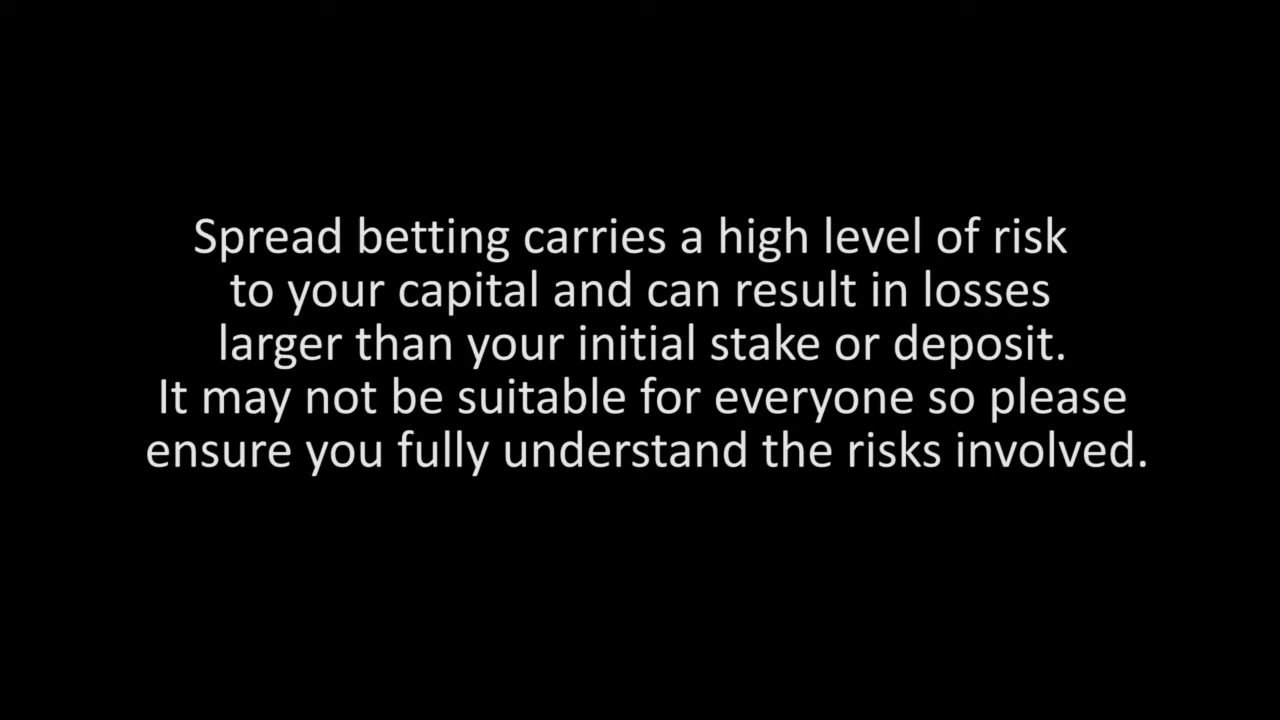 Spread betting carries a high level of risk
to your capital and can result in losses
larger than your initial stake or deposit.
It may not be suitable for everyone so please
ensure you fully understand the risks involved.